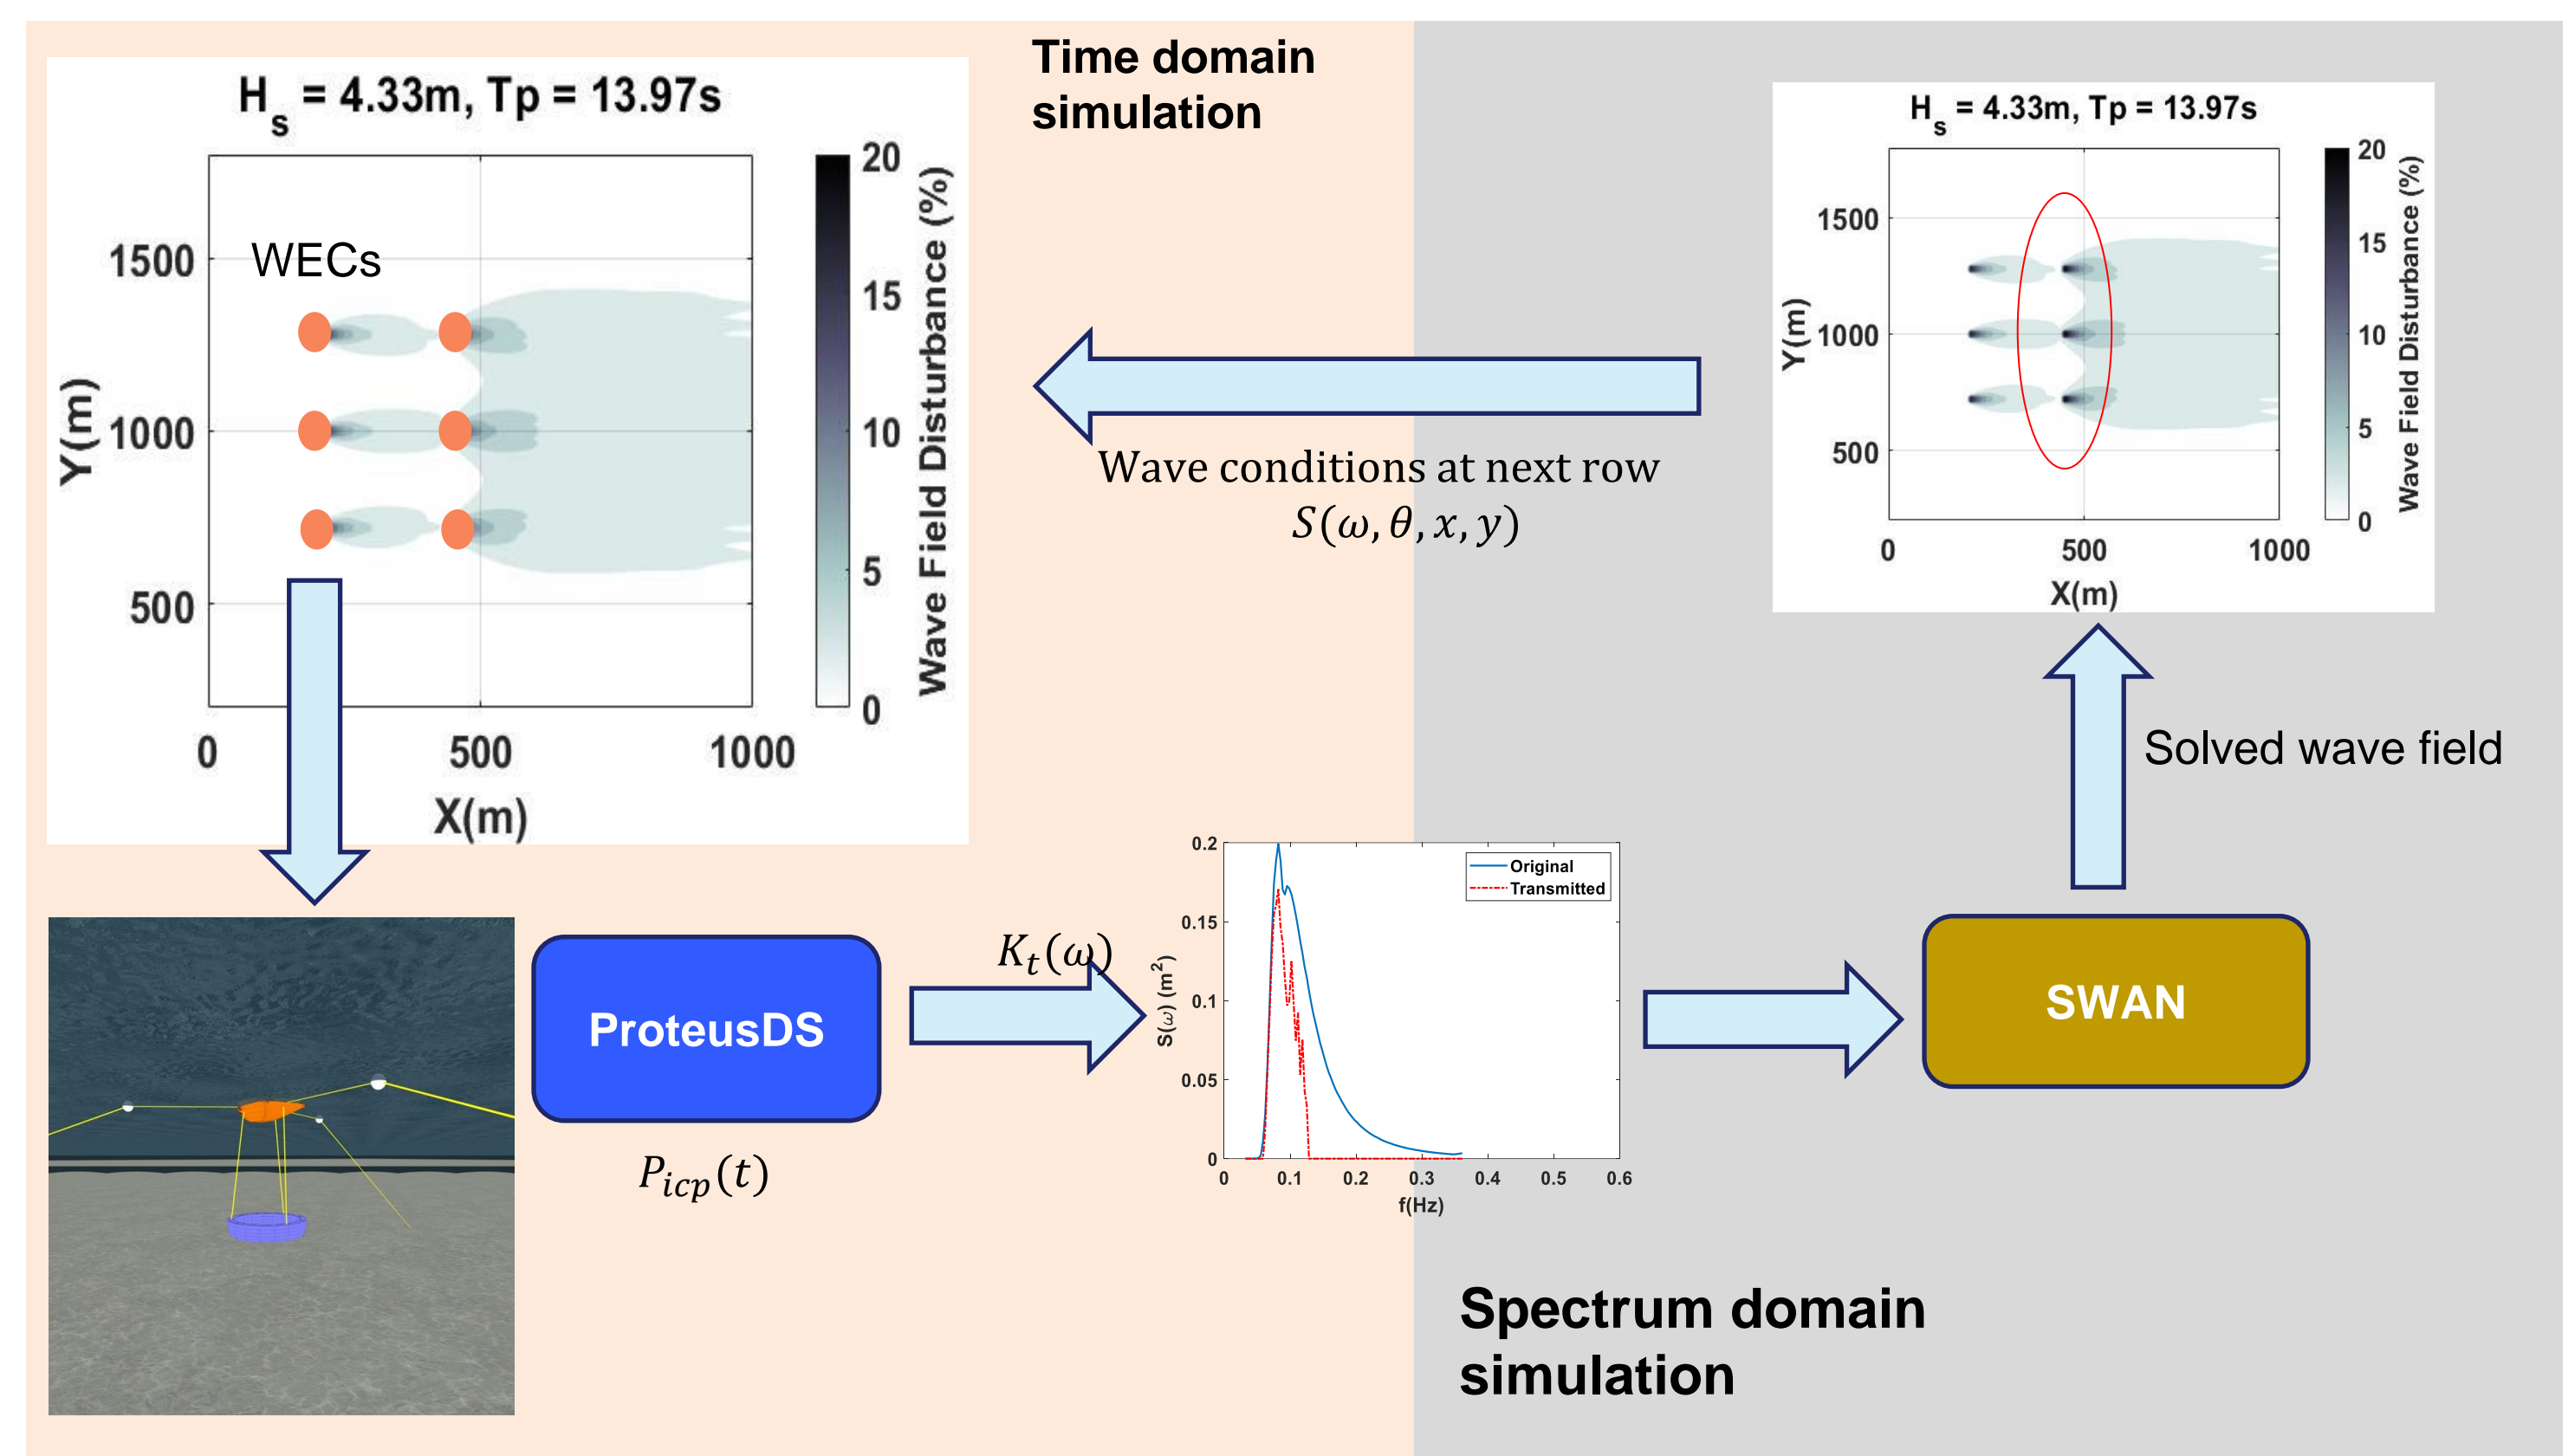 Time domain
simulation
H_s = 4.33m, Tp = 13.97s
WECs
1500
1000
500
Y(m)
0
500
1000
X(m)
20
15
10
5
0
Wave Field Disturbance (%)
Wave conditions at next row
S(ω, θ, x, y)
H_s = 4.33m, Tp = 13.97s
1500
1000
500
Y(m)
0
500
1000
X(m)
20
15
10
5
0
Wave Field Disturbance (%)
Solved wave field
ProteusDS
P_icp(t)
K_t(ω)
Original
Transmitted
0.2
0.15
0.1
0.05
0
S(ω) (m²)
0
0.1
0.2
0.3
0.4
0.5
0.6
f(Hz)
SWAN
Spectrum domain
simulation